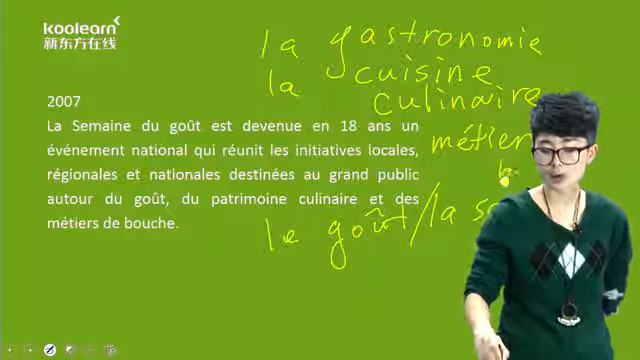 koolearn
新东方在线
la gastronomie
la cuisine
culinaire
métier
le goût/la
2007
La Semaine du goût est devenue en 18 ans un
événement national qui réunit les initiatives locales,
régionales et nationales destinées au grand public
autour du goût, du patrimoine culinaire et des
métiers de bouche.